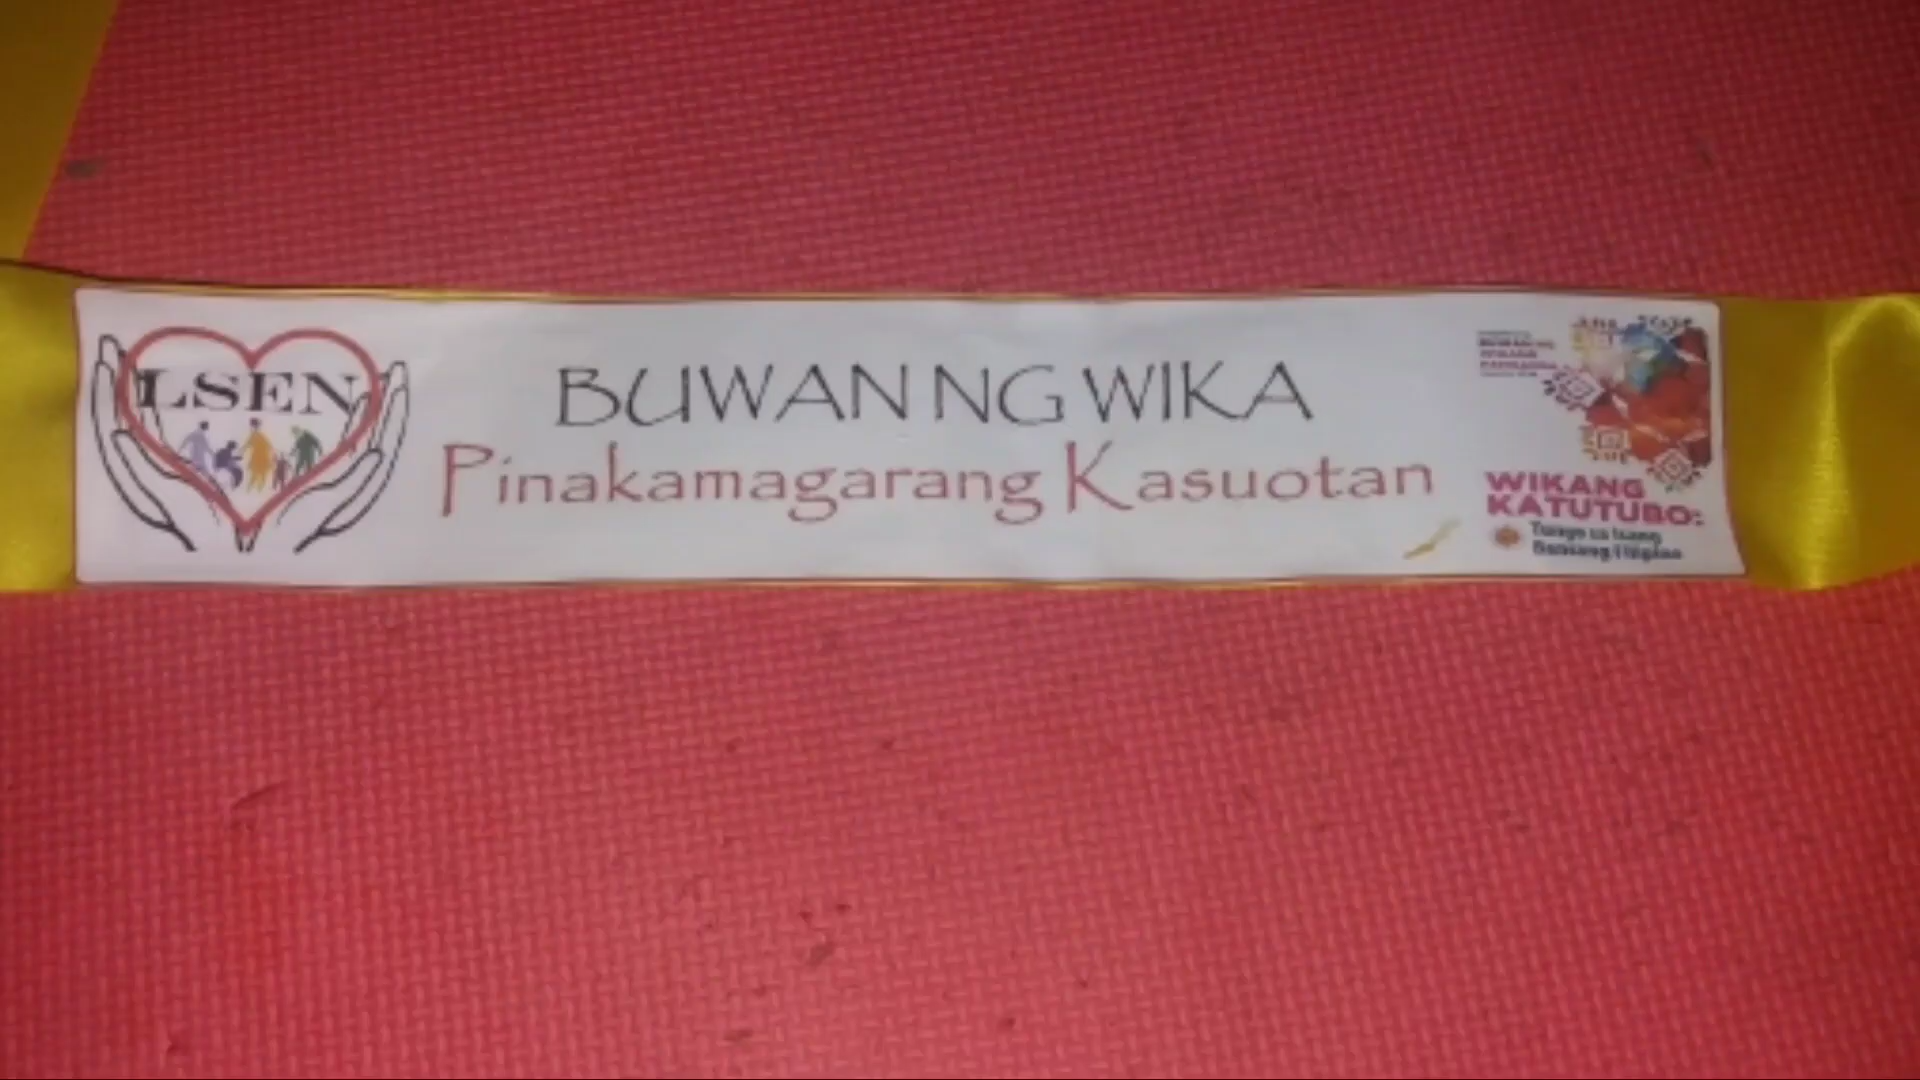 LSEN
BUWAN NG WIKA
Pinakamagarang Kasuotan
WIKANG
KATUTUBO: